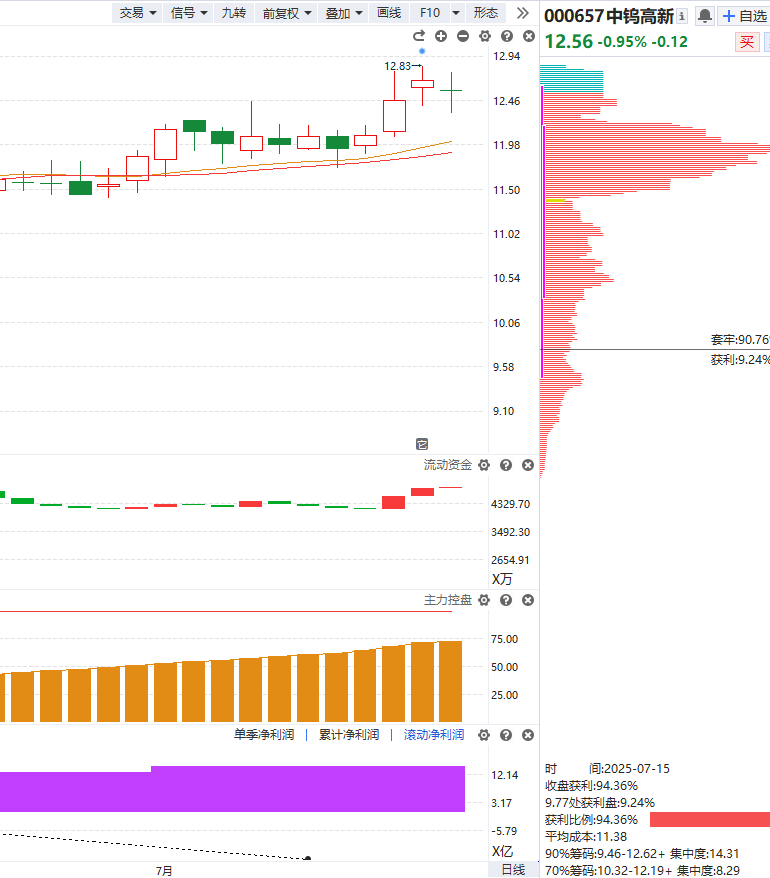 交易 信号 九转 前复权 叠加 画线 F10 形态
000657中钨高新 自选
12.56 -0.95% -0.12 买
12.83
12.94
12.46
11.98
11.50
11.02
10.54
10.06
9.58
9.10
套牢:90.76
获利:9.24%
流动资金
4329.70
3492.30
2654.91
X万
主力控盘
75.00
50.00
25.00
单季净利润 累计净利润 滚动净利润
12.14
3.17
-5.79
X亿
7月 日线
时 间:2025-07-15
收盘获利:94.36%
9.77处获利盘:9.24%
获利比例:94.36%
平均成本:11.38
90%筹码:9.46-12.62+ 集中度:14.31
70%筹码:10.32-12.19+ 集中度:8.29